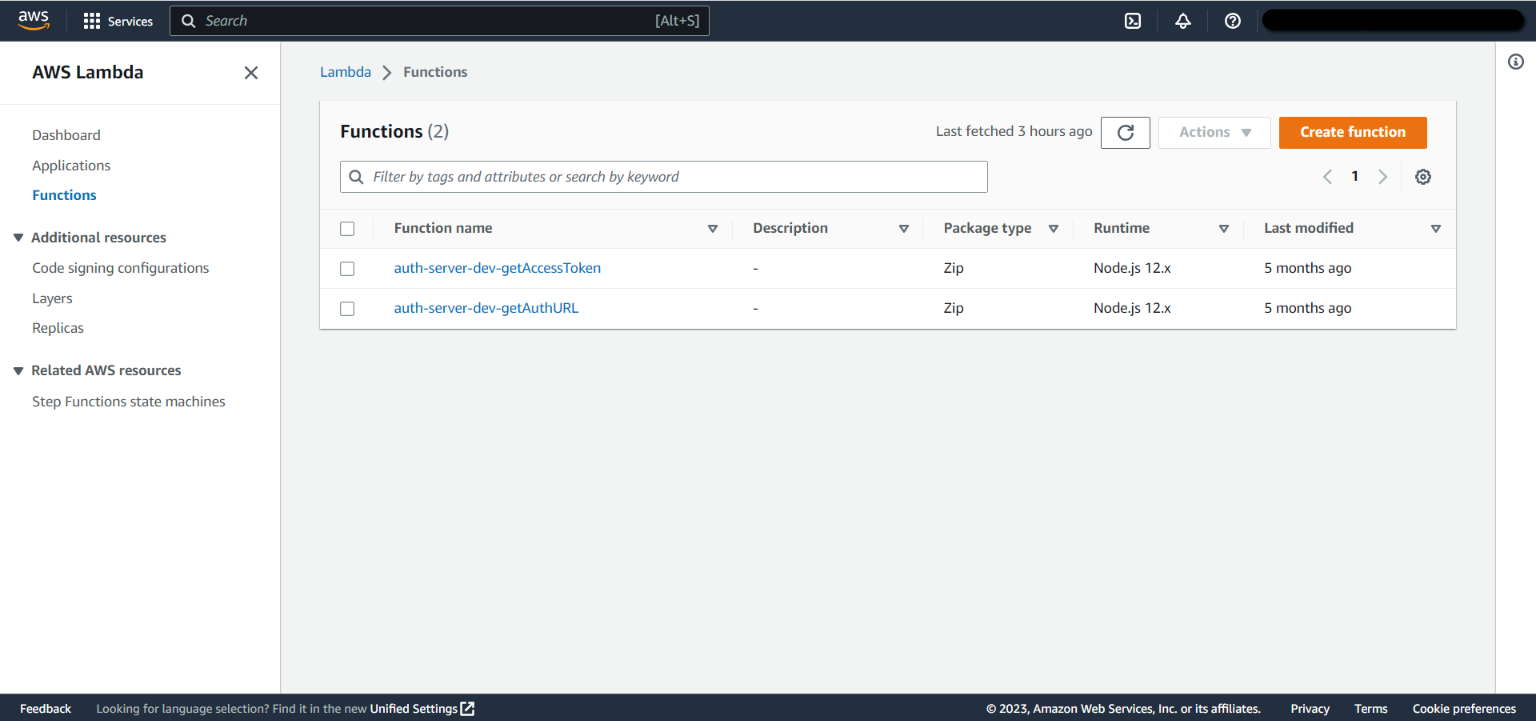 aws
Services
Search [Alt+S]
AWS Lambda
Dashboard
Applications
Functions
Additional resources
Code signing configurations
Layers
Replicas
Related AWS resources
Step Functions state machines
Lambda Functions
Functions (2) Last fetched 3 hours ago Actions Create function
Filter by tags and attributes or search by keyword 1
Function name Description Package type Runtime Last modified
auth-server-dev-getAccessToken - Zip Node.js 12.x 5 months ago
auth-server-dev-getAuthURL - Zip Node.js 12.x 5 months ago
Feedback Looking for language selection? Find it in the new Unified Settings © 2023, Amazon Web Services, Inc. or its affiliates. Privacy Terms Cookie preferences